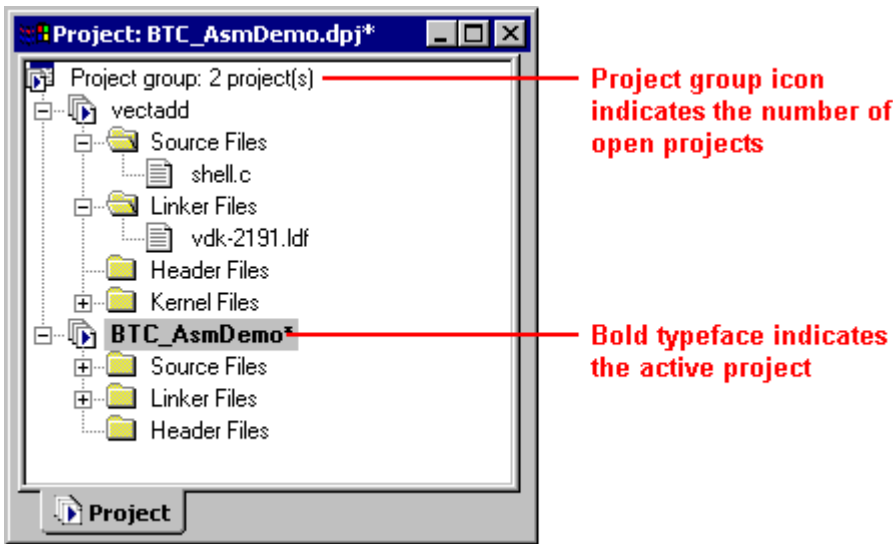 Project: BTC_AsmDemo.dpj*
Project group: 2 project(s)
vectadd
Source Files
shell.c
Linker Files
vdk-2191.ldf
Header Files
Kernel Files
BTC_AsmDemo*
Source Files
Linker Files
Header Files
Project
Project group icon
indicates the number of
open projects
Bold typeface indicates
the active project